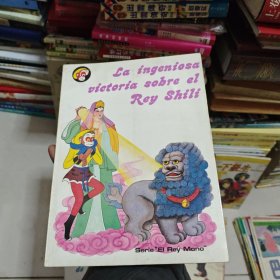 La ingeniosa
victoria sobre el
Rey Shili
Serie "El Rey Mono"